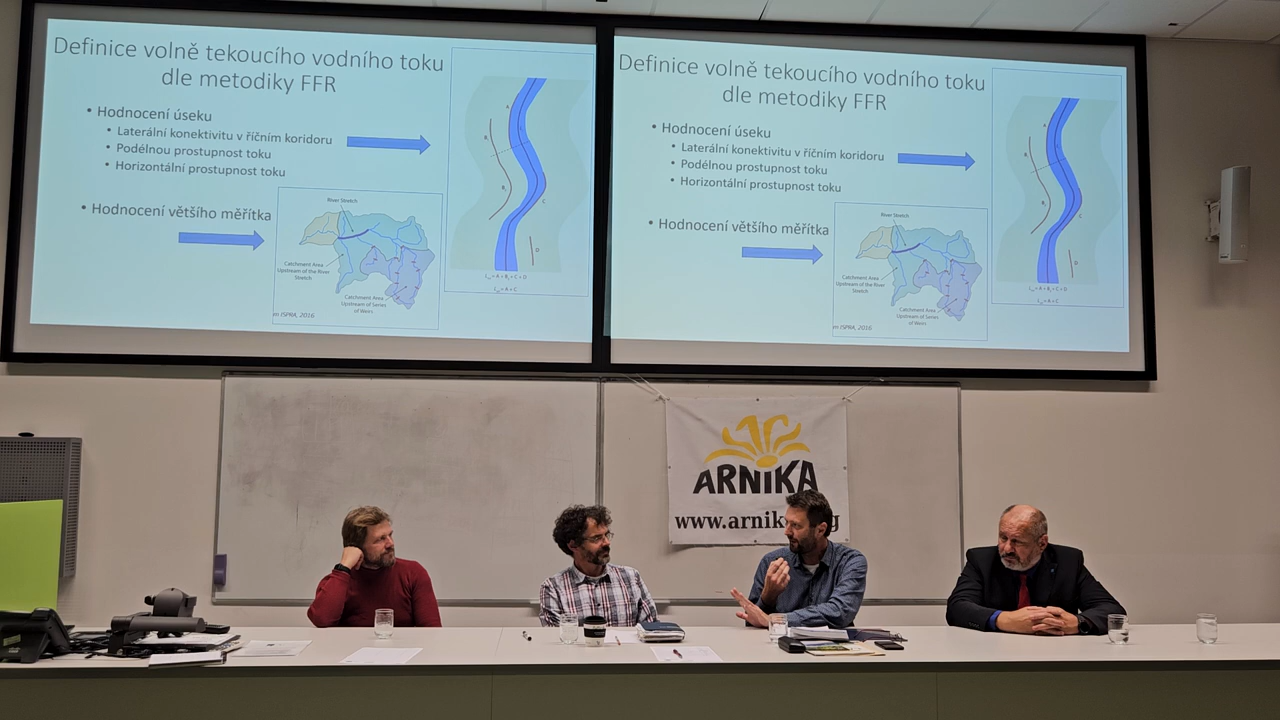 Definice volně tekoucího vodního toku
dle metodiky FFR
• Hodnocení úseku
• Laterální konektivitu v říčním koridoru
• Podélnou prostupnost toku
• Horizontální prostupnost toku
• Hodnocení většího měřítka
River Stretch
Catchment Area
Upstream of the River
Stretch
Catchment Area
Upstream of Series
of Weirs
m ISPRA, 2016
A
C
D
Definice volně tekoucího vodního toku
dle metodiky FFR
• Hodnocení úseku
• Laterální konektivitu v říčním koridoru
• Podélnou prostupnost toku
• Horizontální prostupnost toku
• Hodnocení většího měřítka
River Stretch
Catchment Area
Upstream of the River
Stretch
Catchment Area
Upstream of Series
of Weirs
m ISPRA, 2016
A
C
D
ARNIKA
www.arnik
g